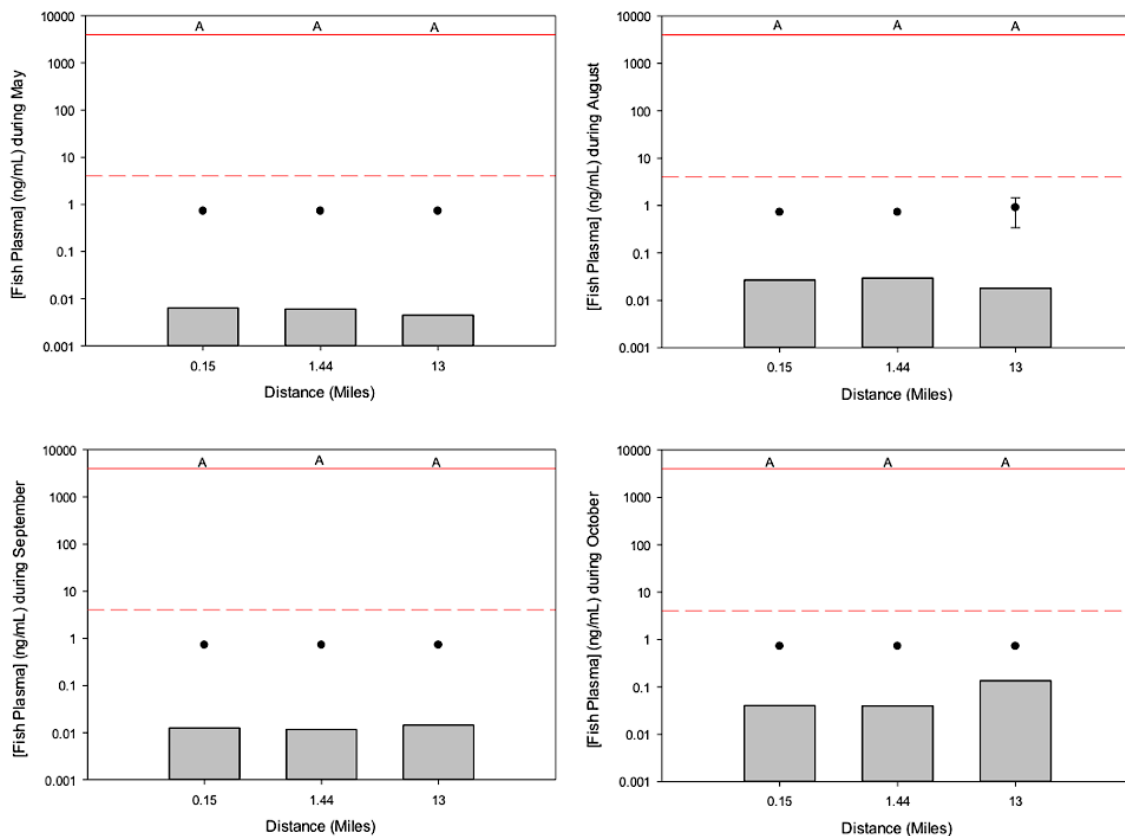 [Fish Plasma] (ng/mL) during May
10000
1000
100
10
1
0.1
0.01
0.001
A A A
0.15 1.44 13
Distance (Miles)
[Fish Plasma] (ng/mL) during August
10000
1000
100
10
1
0.1
0.01
0.001
A A A
0.15 1.44 13
Distance (Miles)
[Fish Plasma] (ng/mL) during September
10000
1000
100
10
1
0.1
0.01
0.001
A A A
0.15 1.44 13
Distance (Miles)
[Fish Plasma] (ng/mL) during October
10000
1000
100
10
1
0.1
0.01
0.001
A A A
0.15 1.44 13
Distance (Miles)